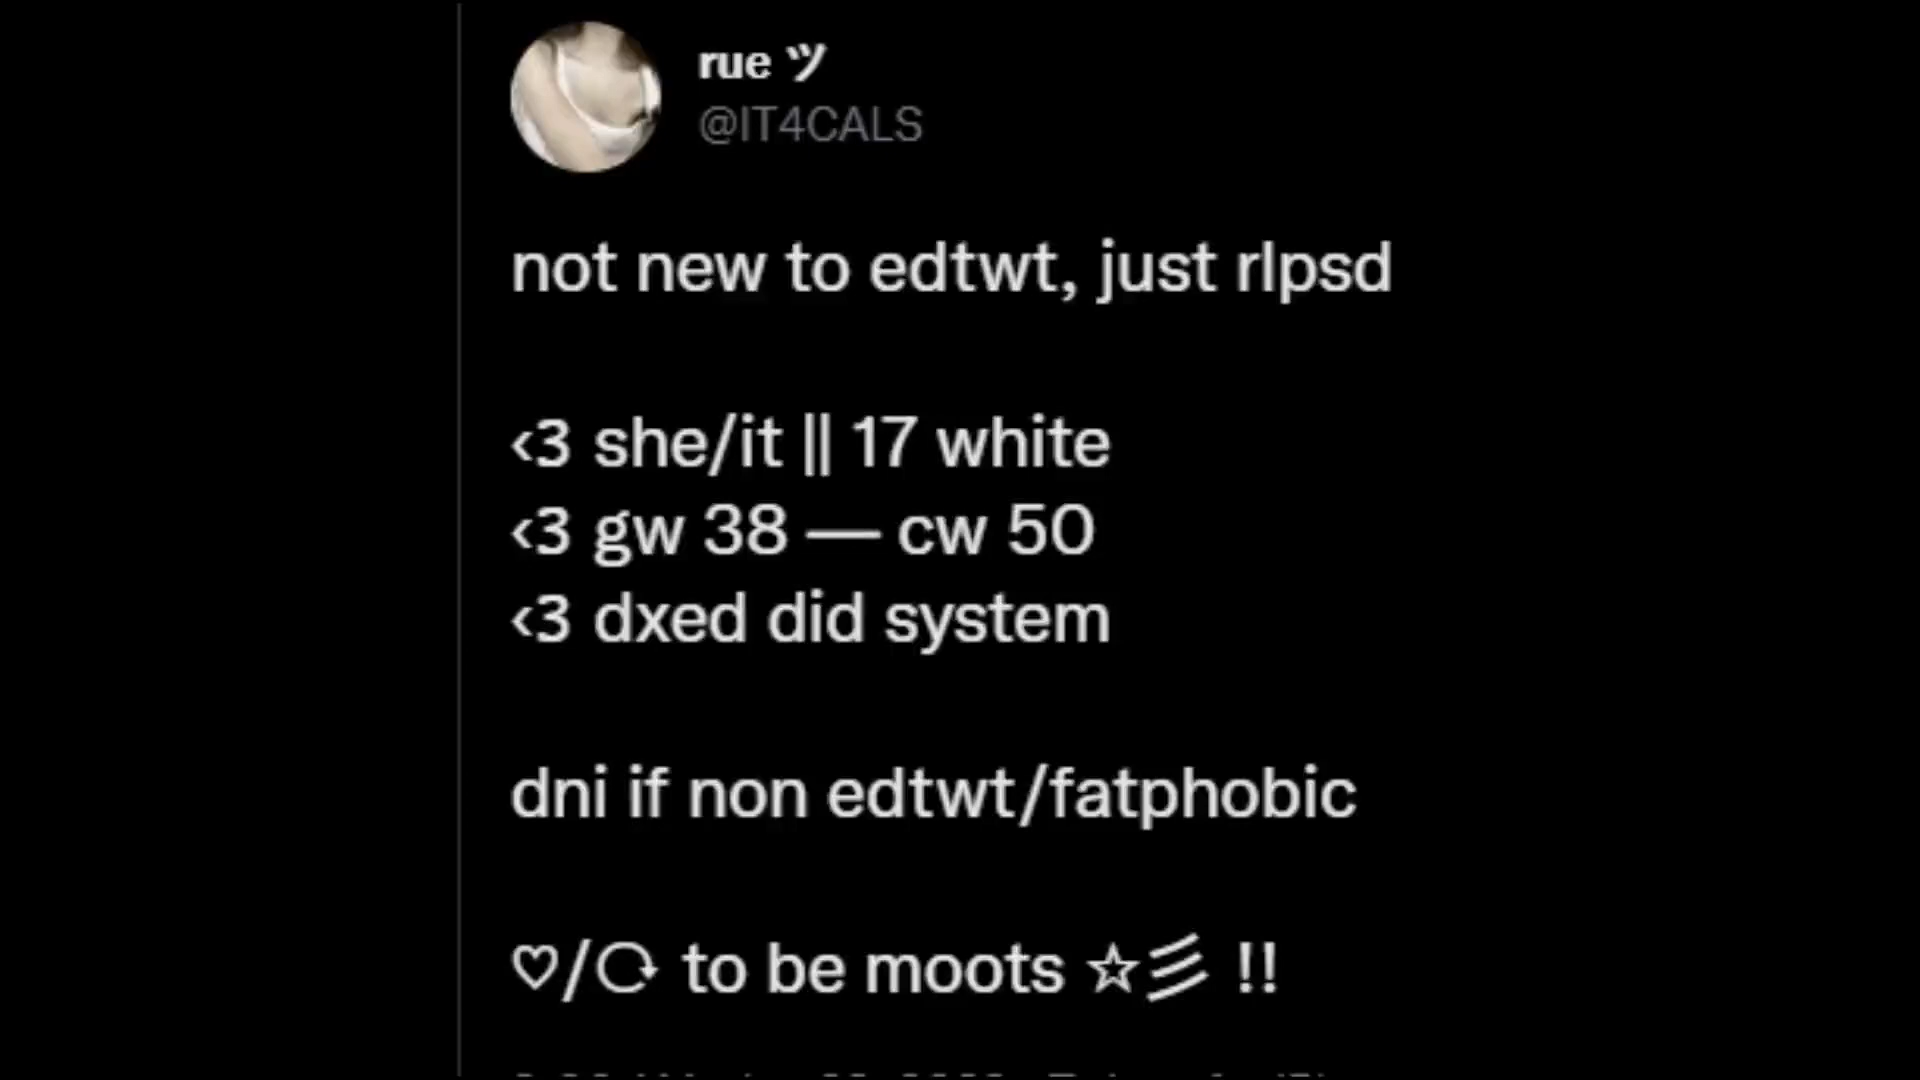 rue ツ
@IT4CALS
not new to edtwt, just rlpsd
<3 she/it || 17 white
<3 gw 38 — cw 50
<3 dxed did system
dni if non edtwt/fatphobic
♡/⟳ to be moots ☆彡 !!